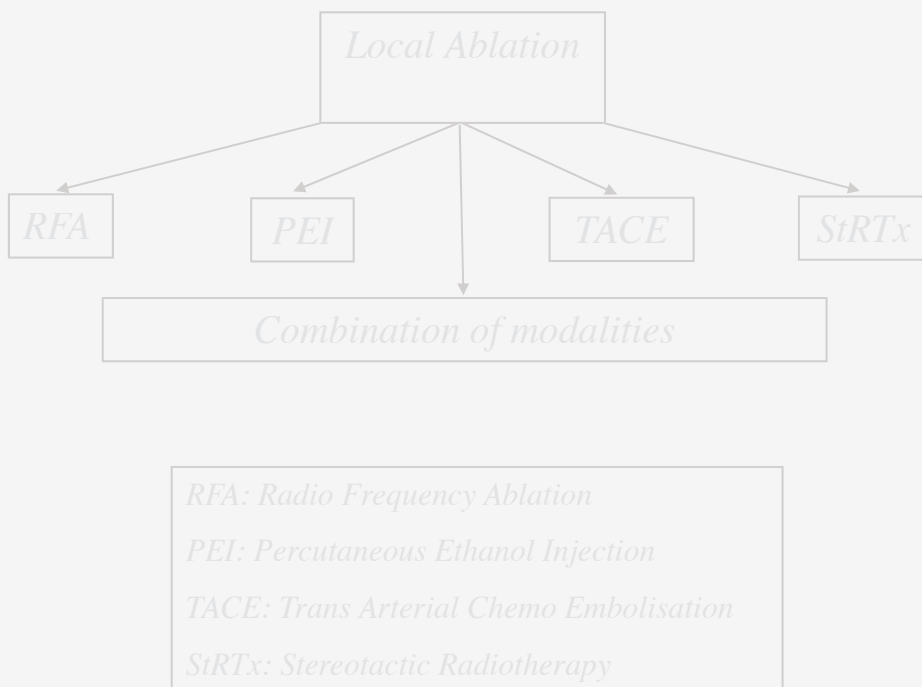 Local Ablation
RFA
PEI
TACE
StRTx
Combination of modalities
RFA: Radio Frequency Ablation
PEI: Percutaneous Ethanol Injection
TACE: Trans Arterial Chemo Embolisation
StRTx: Stereotactic Radiotherapy